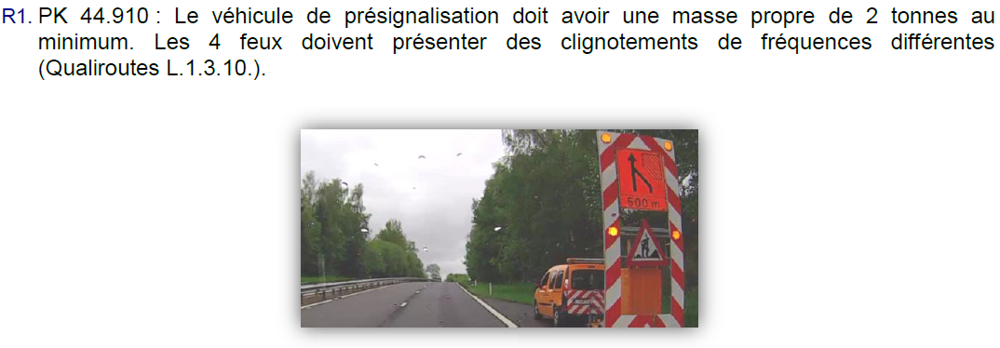 R1. PK 44.910 : Le véhicule de présignalisation doit avoir une masse propre de 2 tonnes au
minimum. Les 4 feux doivent présenter des clignotements de fréquences différentes
(Qualiroutes L.1.3.10.).
500 m